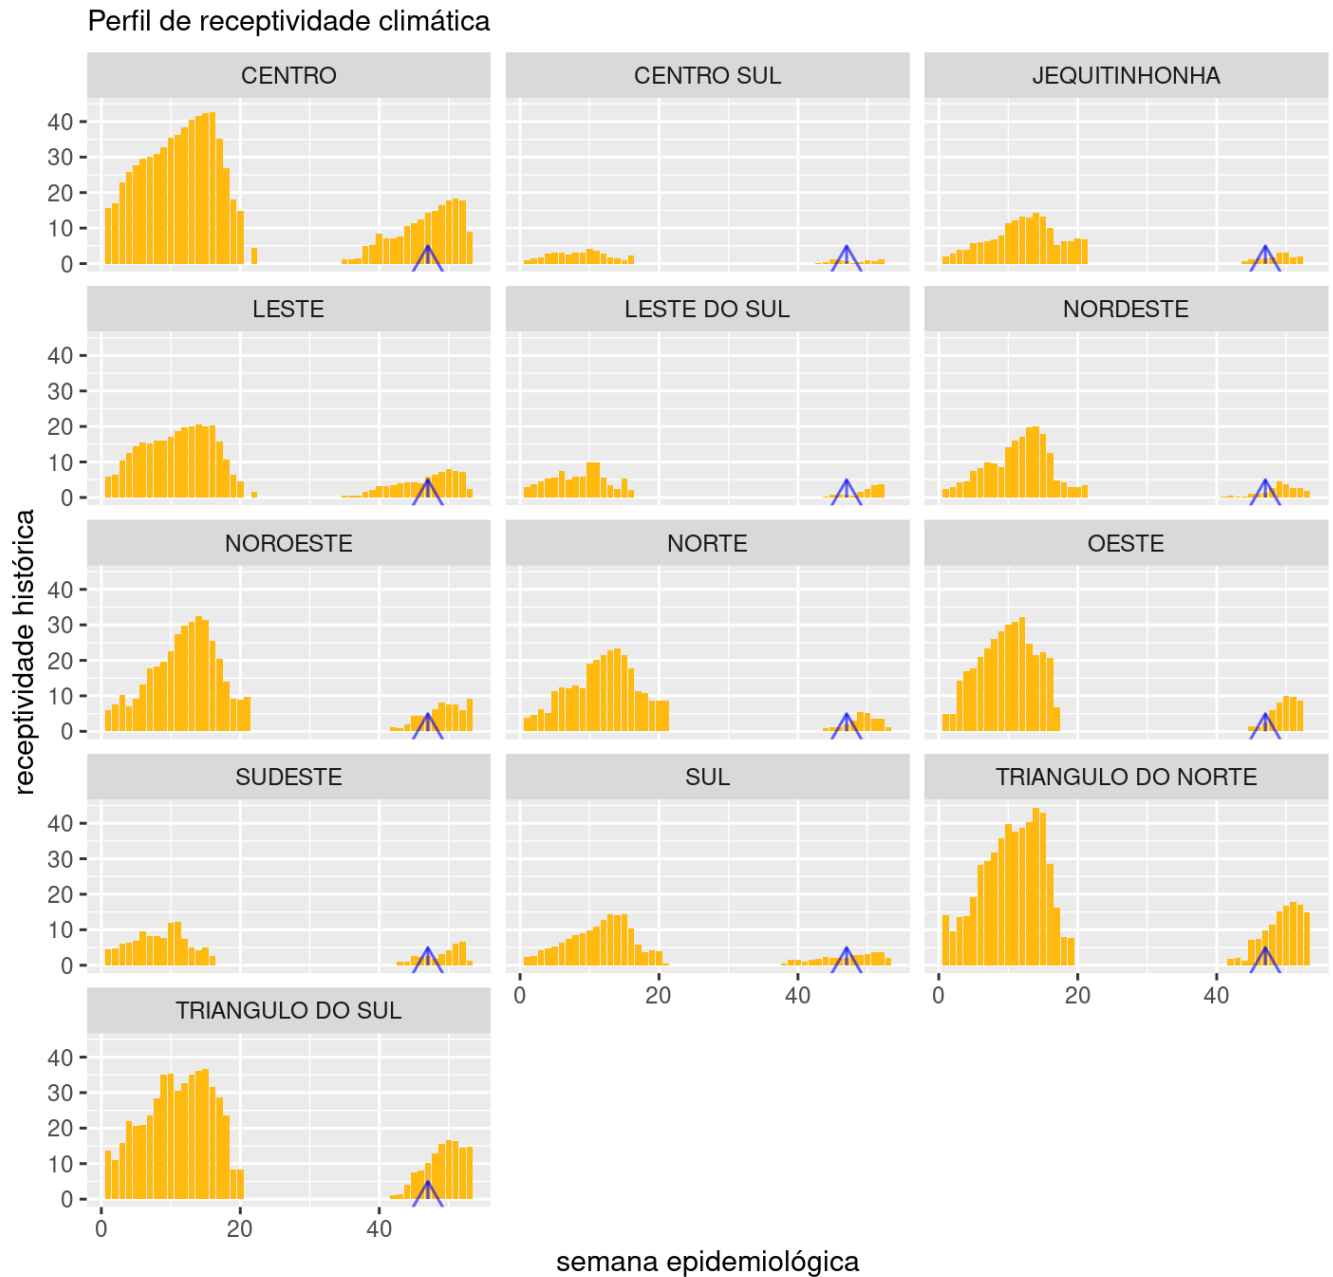 Perfil de receptividade climática
CENTRO
CENTRO SUL
JEQUITINHONHA
40
30
20
10
0
LESTE
LESTE DO SUL
NORDESTE
40
30
20
10
0
NOROESTE
NORTE
OESTE
40
30
20
10
0
receptividade histórica
SUDESTE
SUL
TRIANGULO DO NORTE
40
30
20
10
0
0 20 40
0 20 40
TRIANGULO DO SUL
40
30
20
10
0
0 20 40
semana epidemiológica